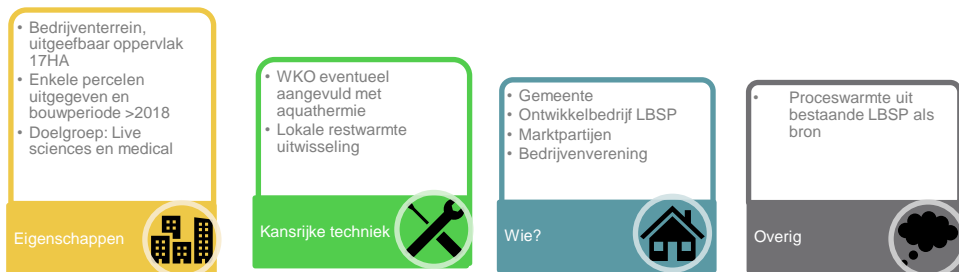 • Bedrijventerrein,
uitgeefbaar oppervlak
17HA
• Enkele percelen
uitgegeven en
bouwperiode >2018
• Doelgroep: Live
sciences en medical
Eigenschappen
• WKO eventueel
aangevuld met
aquathermie
• Lokale restwarmte
uitwisseling
Kansrijke techniek
• Gemeente
• Ontwikkelbedrijf LBSP
• Marktpartijen
• Bedrijvenverening
Wie?
• Proceswarmte uit
bestaande LBSP als
bron
Overig